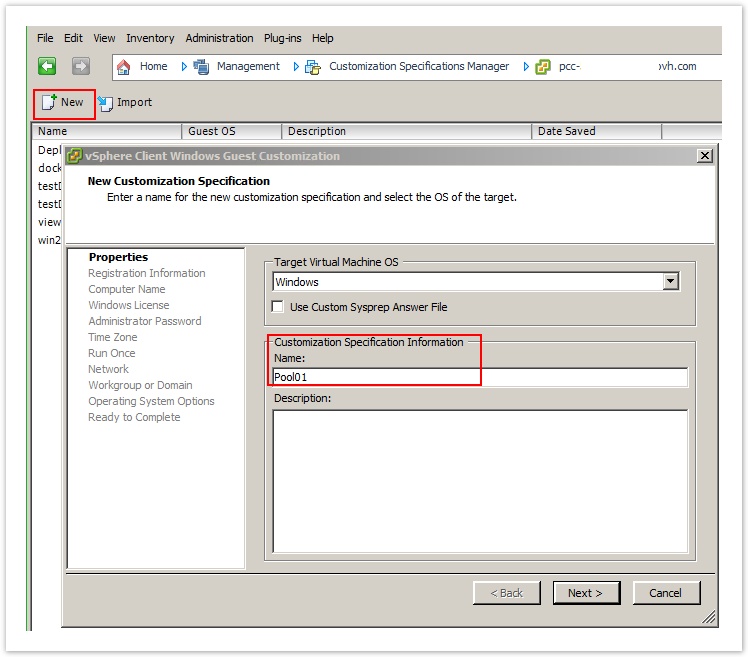 File Edit View Inventory Administration Plug-ins Help
Home Management Customization Specifications Manager pcc- ovh.com
New Import
Name Guest OS Description Date Saved
Depl
dock
testD
testD
view
win2
vSphere Client Windows Guest Customization
New Customization Specification
Enter a name for the new customization specification and select the OS of the target.
Properties
Registration Information
Computer Name
Windows License
Administrator Password
Time Zone
Run Once
Network
Workgroup or Domain
Operating System Options
Ready to Complete
Target Virtual Machine OS
Windows
Use Custom Sysprep Answer File
Customization Specification Information
Name:
Pool01
Description:
< Back Next > Cancel